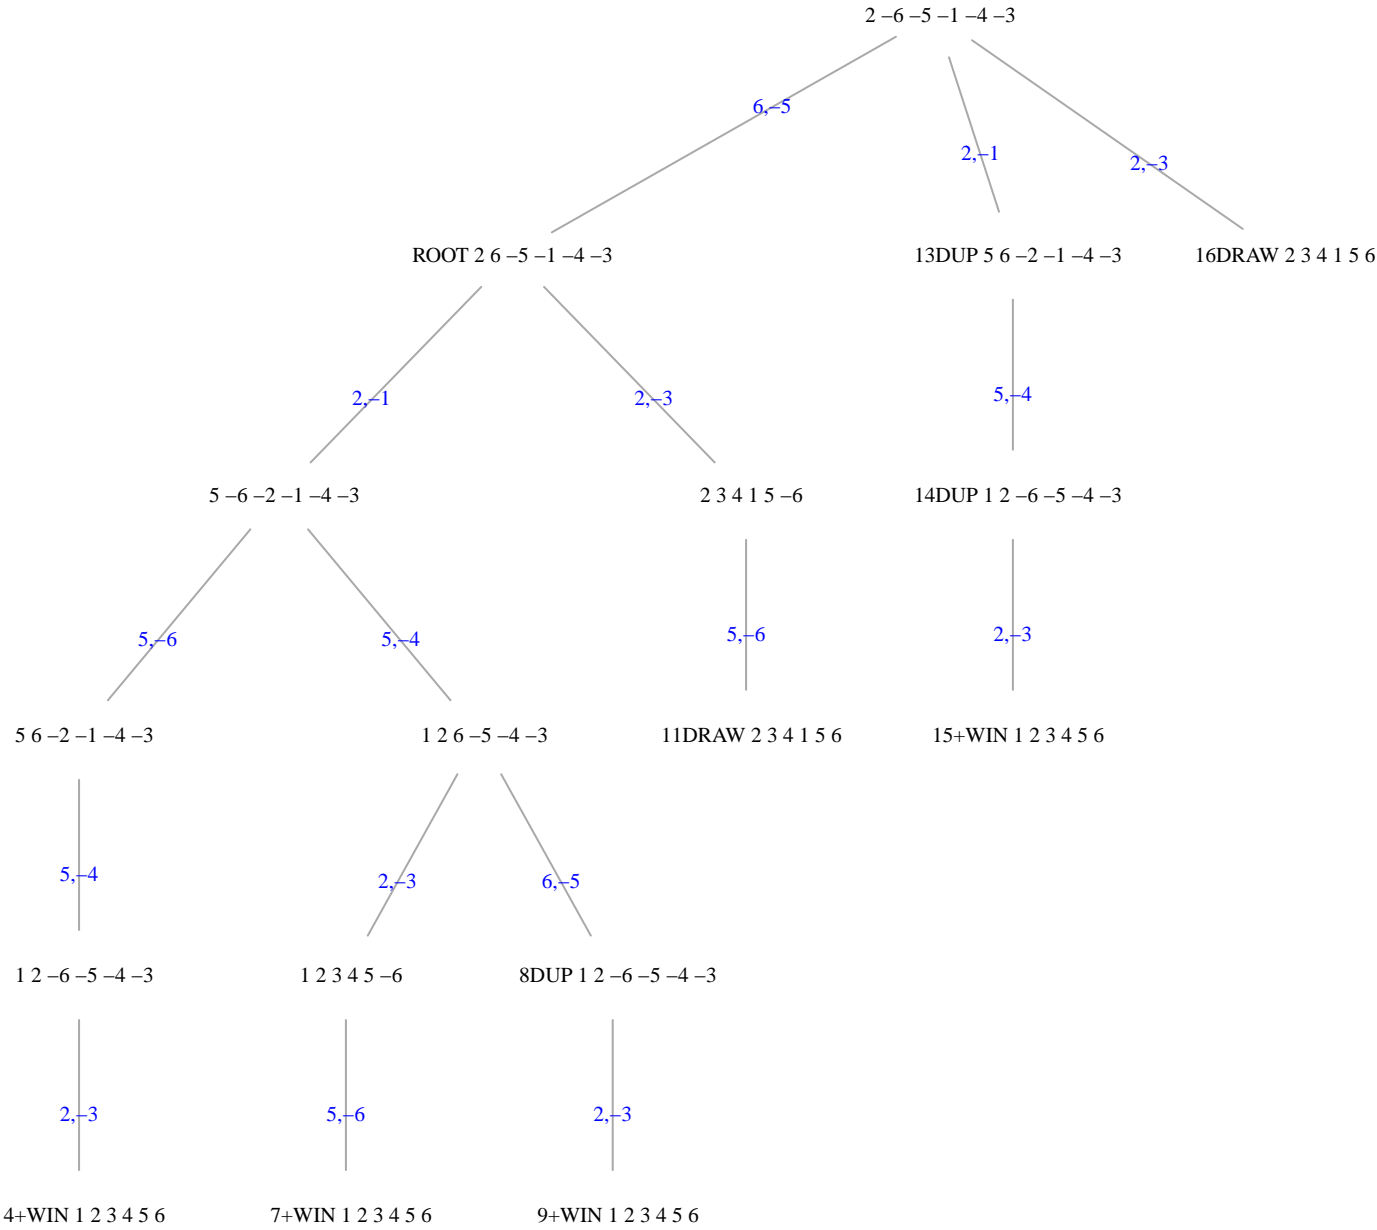 2 –6 –5 –1 –4 –3
6,–5
2,–1
2,–3
ROOT 2 6 –5 –1 –4 –3
13DUP 5 6 –2 –1 –4 –3
16DRAW 2 3 4 1 5 6
2,–1
2,–3
5,–4
5 –6 –2 –1 –4 –3
2 3 4 1 5 –6
14DUP 1 2 –6 –5 –4 –3
5,–6
5,–4
5,–6
2,–3
5 6 –2 –1 –4 –3
1 2 6 –5 –4 –3
11DRAW 2 3 4 1 5 6
15+WIN 1 2 3 4 5 6
5,–4
2,–3
6,–5
1 2 –6 –5 –4 –3
1 2 3 4 5 –6
8DUP 1 2 –6 –5 –4 –3
2,–3
5,–6
2,–3
4+WIN 1 2 3 4 5 6
7+WIN 1 2 3 4 5 6
9+WIN 1 2 3 4 5 6